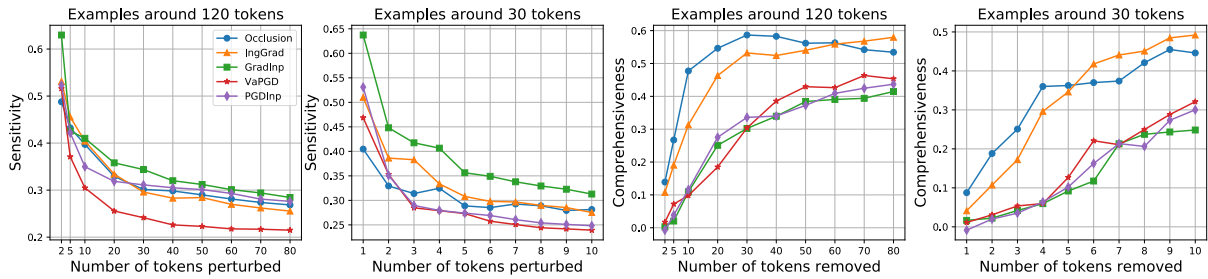 Examples around 120 tokens
Sensitivity
0.6
0.5
0.4
0.3
0.2
Occlusion
IngGrad
GradInp
VaPGD
PGDInp
2 5 10 20 30 40 50 60 70 80
Number of tokens perturbed
Examples around 30 tokens
Sensitivity
0.65
0.60
0.55
0.50
0.45
0.40
0.35
0.30
0.25
1 2 3 4 5 6 7 8 9 10
Number of tokens perturbed
Examples around 120 tokens
Comprehensiveness
0.6
0.5
0.4
0.3
0.2
0.1
0.0
2 5 10 20 30 40 50 60 70 80
Number of tokens removed
Examples around 30 tokens
Comprehensiveness
0.5
0.4
0.3
0.2
0.1
0.0
1 2 3 4 5 6 7 8 9 10
Number of tokens removed